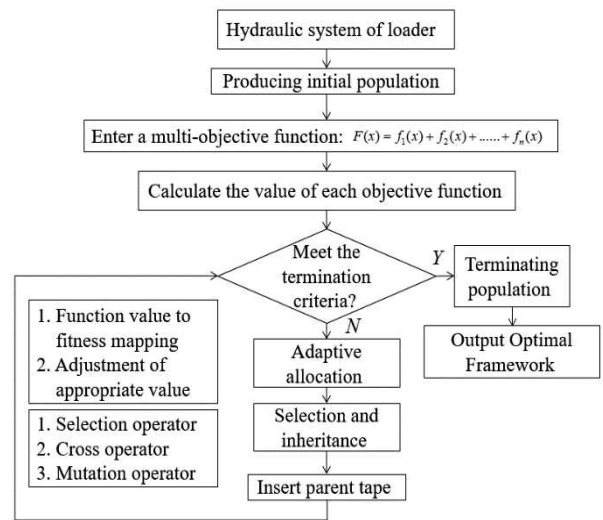 Hydraulic system of loader
Producing initial population
Enter a multi-objective function: F(x) = f₁(x) + f₂(x) + ...... + fₙ(x)
Calculate the value of each objective function
Meet the
termination
criteria?
Y
Terminating
population
Output Optimal
Framework
N
1. Function value to
fitness mapping
2. Adjustment of
appropriate value
Adaptive
allocation
1. Selection operator
2. Cross operator
3. Mutation operator
Selection and
inheritance
Insert parent tape